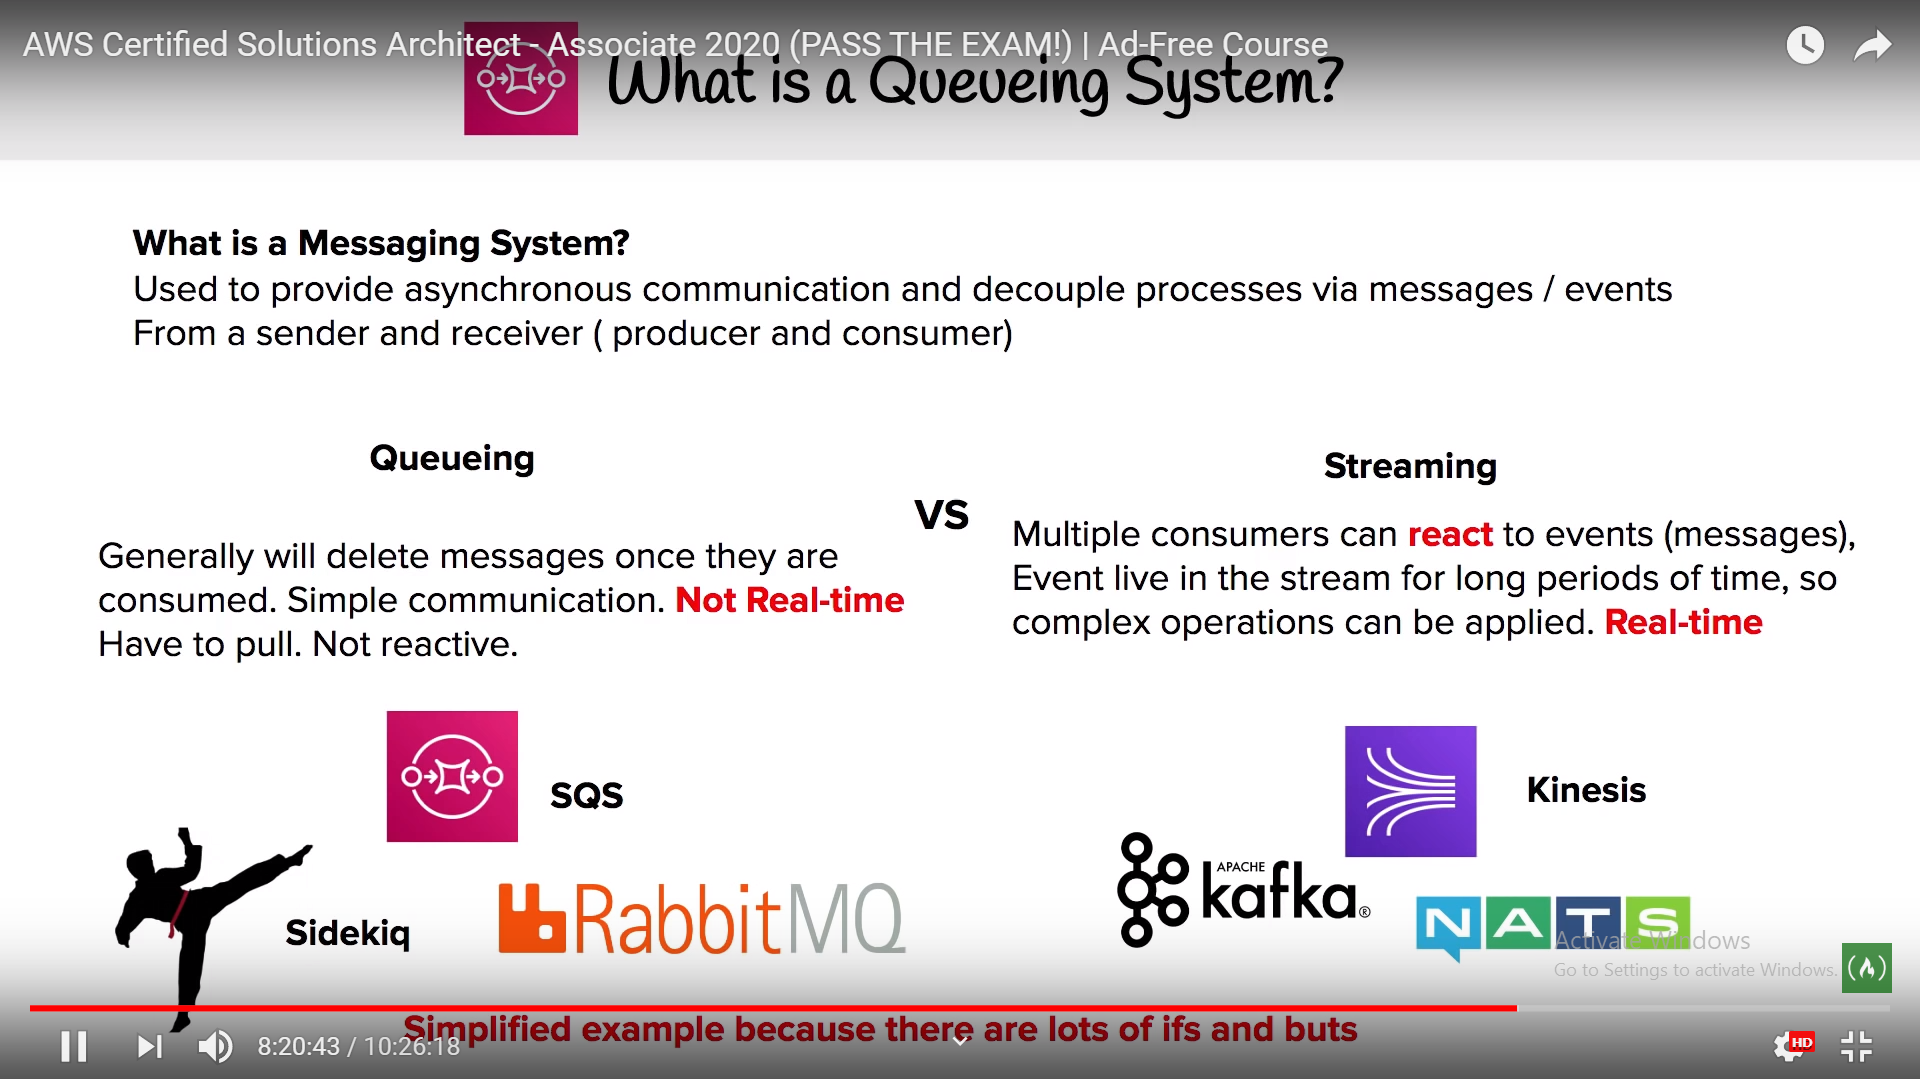 AWS Certified Solutions Architect - Associate 2020 (PASS THE EXAM!) | Ad-Free Course
What is a Queueing System?
What is a Messaging System?
Used to provide asynchronous communication and decouple processes via messages / events
From a sender and receiver ( producer and consumer)
Queueing
Generally will delete messages once they are
consumed. Simple communication. Not Real-time
Have to pull. Not reactive.
VS
Streaming
Multiple consumers can react to events (messages),
Event live in the stream for long periods of time, so
complex operations can be applied. Real-time
SQS
Sidekiq
RabbitMQ
Kinesis
APACHE
kafka®
NATS
Activate Windows
Go to Settings to activate Windows.
Simplified example because there are lots of ifs and buts
8:20:43 / 10:26:18
HD